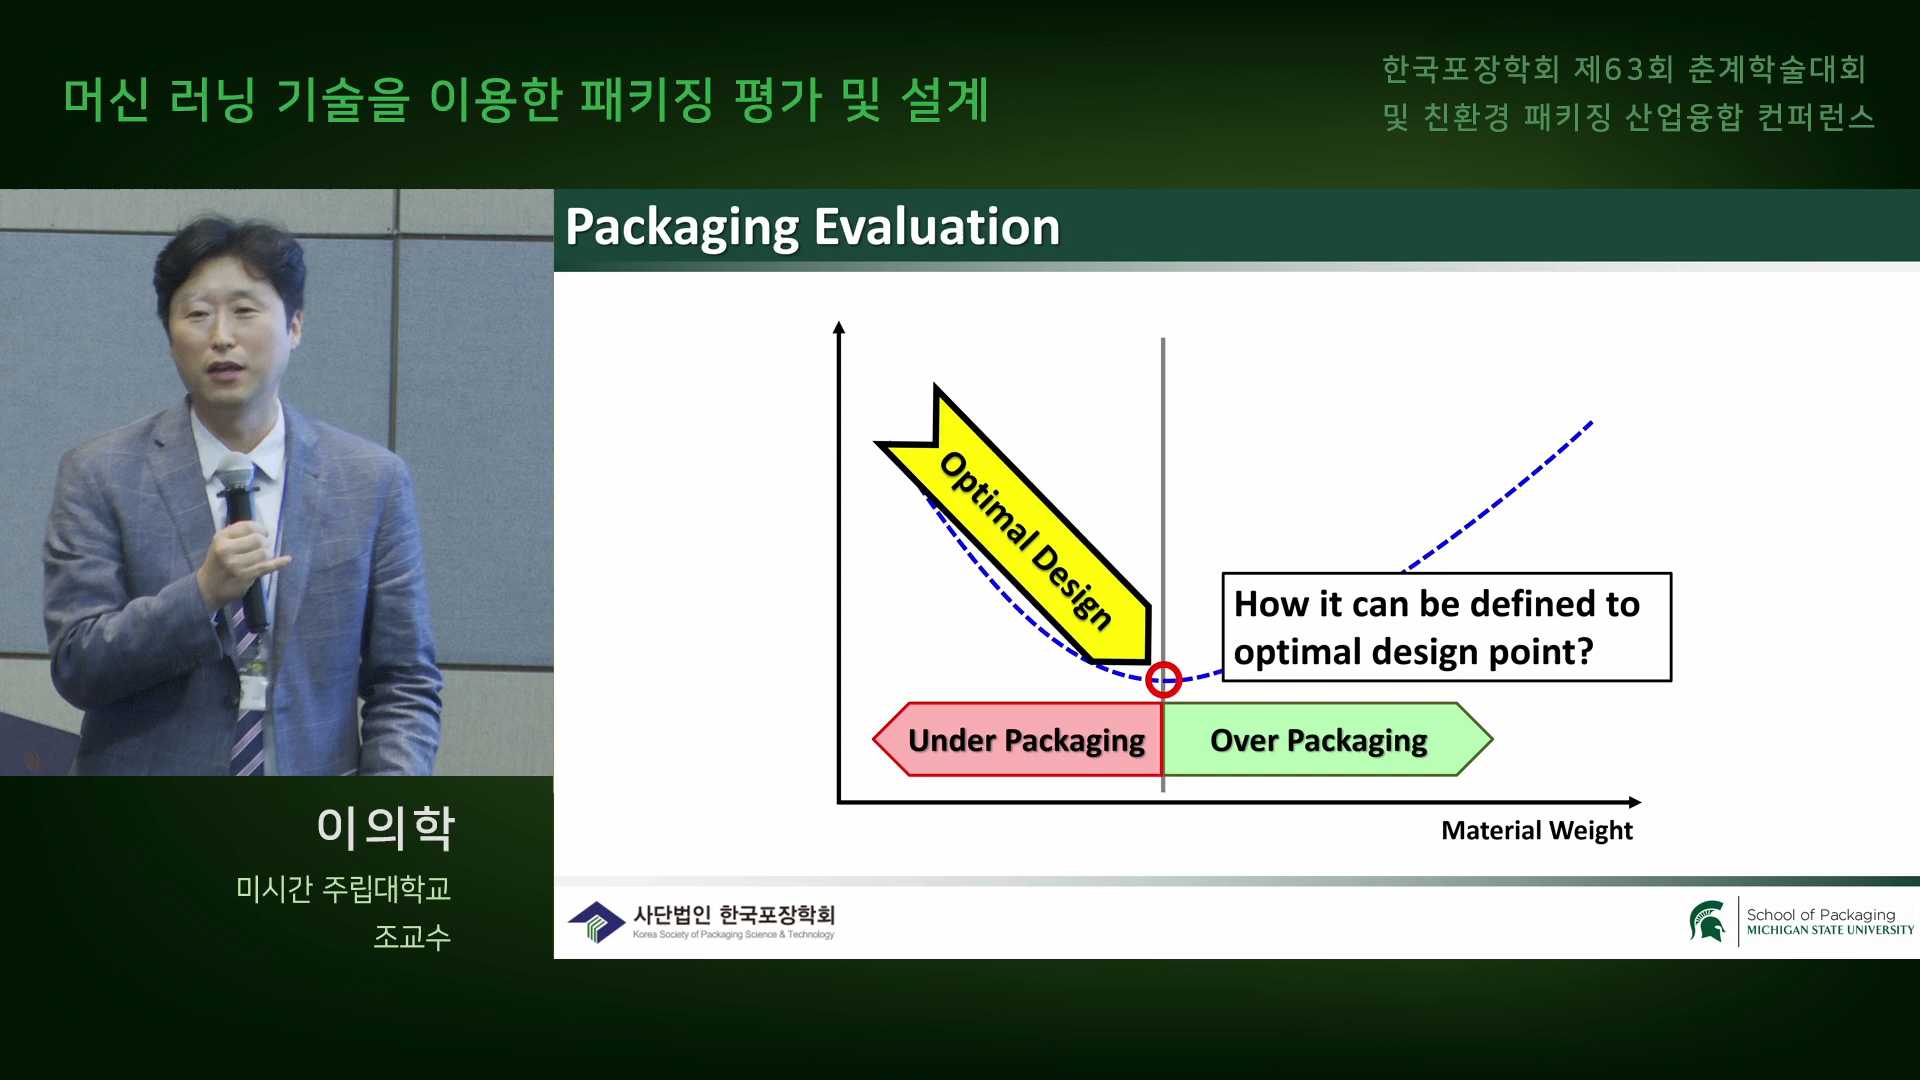 머신 러닝 기술을 이용한 패키징 평가 및 설계
한국포장학회 제63회 춘계학술대회
및 친환경 패키징 산업융합 컨퍼런스
Packaging Evaluation
Optimal Design
How it can be defined to
optimal design point?
Under Packaging
Over Packaging
Material Weight
이의학
미시간 주립대학교
조교수
사단법인 한국포장학회
Korea Society of Packaging Science & Technology
School of Packaging
MICHIGAN STATE UNIVERSITY